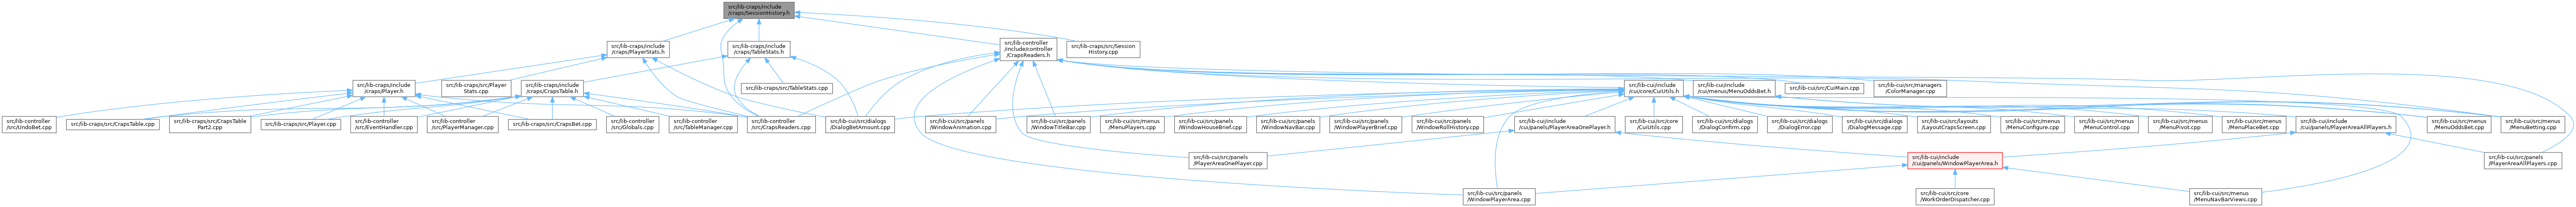 src/lib-craps/include
/craps/SessionHistory.h
src/lib-craps/include
/craps/PlayerStats.h
src/lib-craps/include
/craps/TableStats.h
src/lib-controller
/include/controller
/CrapsReaders.h
src/lib-craps/src/Session
History.cpp
src/lib-craps/include
/craps/Player.h
src/lib-craps/src/Player
Stats.cpp
src/lib-craps/include
/craps/CrapsTable.h
src/lib-craps/src/TableStats.cpp
src/lib-cui/include
/cui/core/CuiUtils.h
src/lib-cui/include
/cui/menus/MenuOddsBet.h
src/lib-cui/src/CuiMain.cpp
src/lib-cui/src/managers
/ColorManager.cpp
src/lib-controller
/src/UndoBet.cpp
src/lib-craps/src/CrapsTable.cpp
src/lib-craps/src/CrapsTable
Part2.cpp
src/lib-craps/src/Player.cpp
src/lib-controller
/src/EventHandler.cpp
src/lib-controller
/src/PlayerManager.cpp
src/lib-craps/src/CrapsBet.cpp
src/lib-controller
/src/Globals.cpp
src/lib-controller
/src/TableManager.cpp
src/lib-controller
/src/CrapsReaders.cpp
src/lib-cui/src/dialogs
/DialogBetAmount.cpp
src/lib-cui/src/panels
/WindowAnimation.cpp
src/lib-cui/src/panels
/WindowTitleBar.cpp
src/lib-cui/src/menus
/MenuPlayers.cpp
src/lib-cui/src/panels
/WindowHouseBrief.cpp
src/lib-cui/src/panels
/WindowNavBar.cpp
src/lib-cui/src/panels
/WindowPlayerBrief.cpp
src/lib-cui/src/panels
/WindowRollHistory.cpp
src/lib-cui/include
/cui/panels/PlayerAreaOnePlayer.h
src/lib-cui/src/core
/CuiUtils.cpp
src/lib-cui/src/dialogs
/DialogConfirm.cpp
src/lib-cui/src/dialogs
/DialogError.cpp
src/lib-cui/src/dialogs
/DialogMessage.cpp
src/lib-cui/src/layouts
/LayoutCrapsScreen.cpp
src/lib-cui/src/menus
/MenuConfigure.cpp
src/lib-cui/src/menus
/MenuControl.cpp
src/lib-cui/src/menus
/MenuPivot.cpp
src/lib-cui/src/menus
/MenuPlaceBet.cpp
src/lib-cui/include
/cui/panels/PlayerAreaAllPlayers.h
src/lib-cui/src/menus
/MenuOddsBet.cpp
src/lib-cui/src/menus
/MenuBetting.cpp
src/lib-cui/src/panels
/PlayerAreaOnePlayer.cpp
src/lib-cui/include
/cui/panels/WindowPlayerArea.h
src/lib-cui/src/panels
/PlayerAreaAllPlayers.cpp
src/lib-cui/src/panels
/WindowPlayerArea.cpp
src/lib-cui/src/core
/WorkOrderDispatcher.cpp
src/lib-cui/src/menus
/MenuNavBarViews.cpp